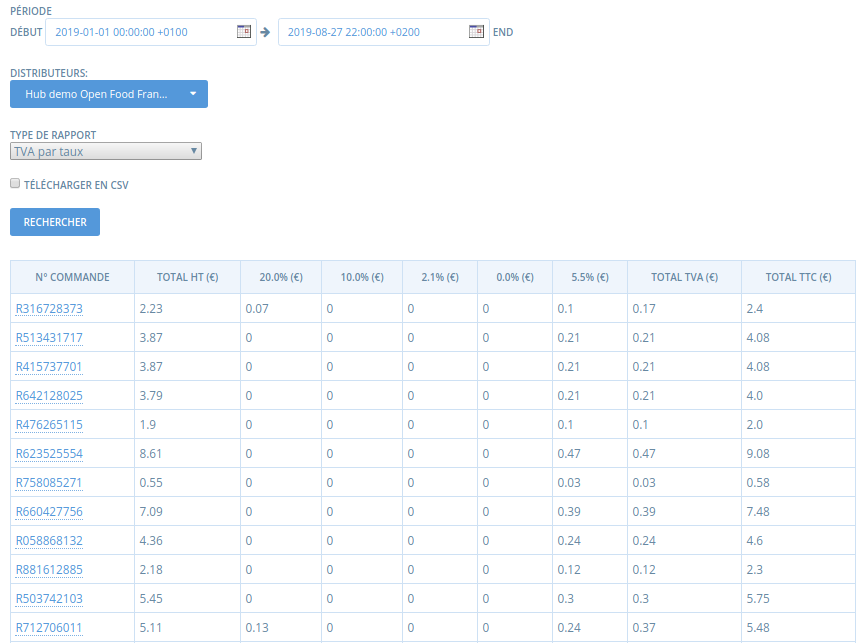 PÉRIODE
DÉBUT 2019-01-01 00:00:00 +0100 2019-08-27 22:00:00 +0200 END
DISTRIBUTEURS:
Hub demo Open Food Fran...
TYPE DE RAPPORT
TVA par taux
TÉLÉCHARGER EN CSV
RECHERCHER
N° COMMANDE TOTAL HT (€) 20.0% (€) 10.0% (€) 2.1% (€) 0.0% (€) 5.5% (€) TOTAL TVA (€) TOTAL TTC (€)
R316728373 2.23 0.07 0 0 0 0.1 0.17 2.4
R513431717 3.87 0 0 0 0 0.21 0.21 4.08
R415737701 3.87 0 0 0 0 0.21 0.21 4.08
R642128025 3.79 0 0 0 0 0.21 0.21 4.0
R476265115 1.9 0 0 0 0 0.1 0.1 2.0
R623525554 8.61 0 0 0 0 0.47 0.47 9.08
R758085271 0.55 0 0 0 0 0.03 0.03 0.58
R660427756 7.09 0 0 0 0 0.39 0.39 7.48
R058868132 4.36 0 0 0 0 0.24 0.24 4.6
R881612885 2.18 0 0 0 0 0.12 0.12 2.3
R503742103 5.45 0 0 0 0 0.3 0.3 5.75
R712706011 5.11 0.13 0 0 0 0.24 0.37 5.48